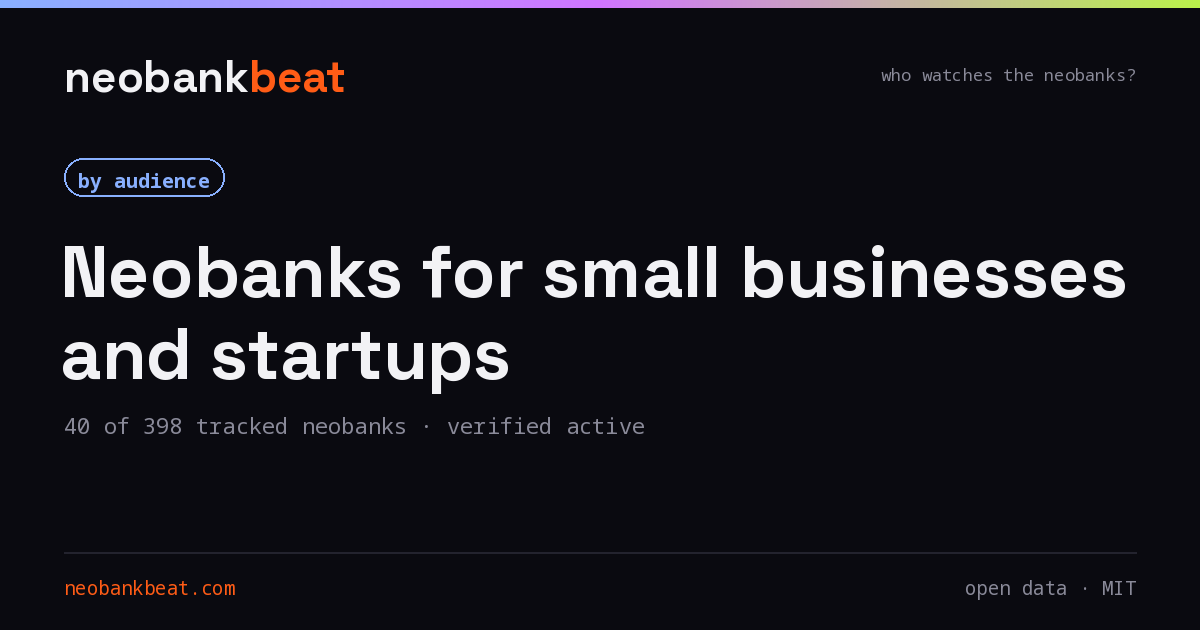 neobankbeat
who watches the neobanks?
by audience
Neobanks for small businesses
and startups
40 of 398 tracked neobanks · verified active
neobankbeat.com
open data · MIT